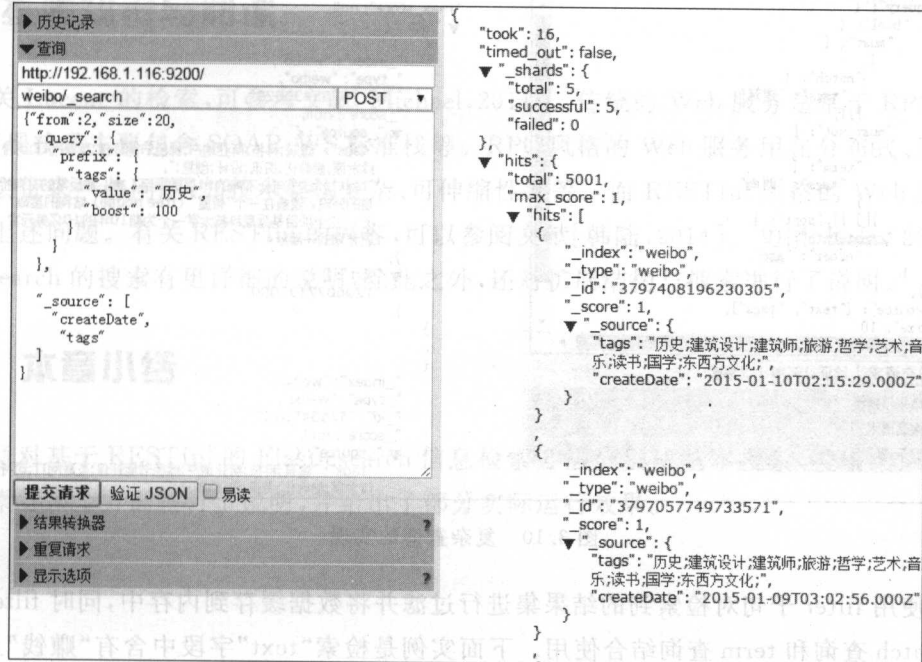 ▶历史记录
▼查询
http://192.168.1.116:9200/
weibo/_search POST
{"from":2,"size":20,
"query": {
"prefix": {
"tags": {
"value": "历史",
"boost": 100
}
}
},
"_source": [
"createDate",
"tags"
]
}
提交请求 验证 JSON 易读
▶结果转换器 ?
▶重复请求
▶显示选项 ?
{
"took": 16,
"timed_out": false,
▼ "_shards": {
"total": 5,
"successful": 5,
"failed": 0
},
▼ "hits": {
"total": 5001,
"max_score": 1,
▼ "hits": [
{
"_index": "weibo",
"_type": "weibo",
"_id": "3797408196230305",
"_score": 1,
▼ "_source": {
"tags": "历史;建筑设计;建筑师;旅游;哲学;艺术;音
乐;读书;国学;东西方文化;",
"createDate": "2015-01-10T02:15:29.000Z"
}
}
,
{
"_index": "weibo",
"_type": "weibo",
"_id": "3797057749733571",
"_score": 1,
▼ "_source": {
"tags": "历史;建筑设计;建筑师;旅游;哲学;艺术;音
乐;读书;国学;东西方文化;",
"createDate": "2015-01-09T03:02:56.000Z"
}
}